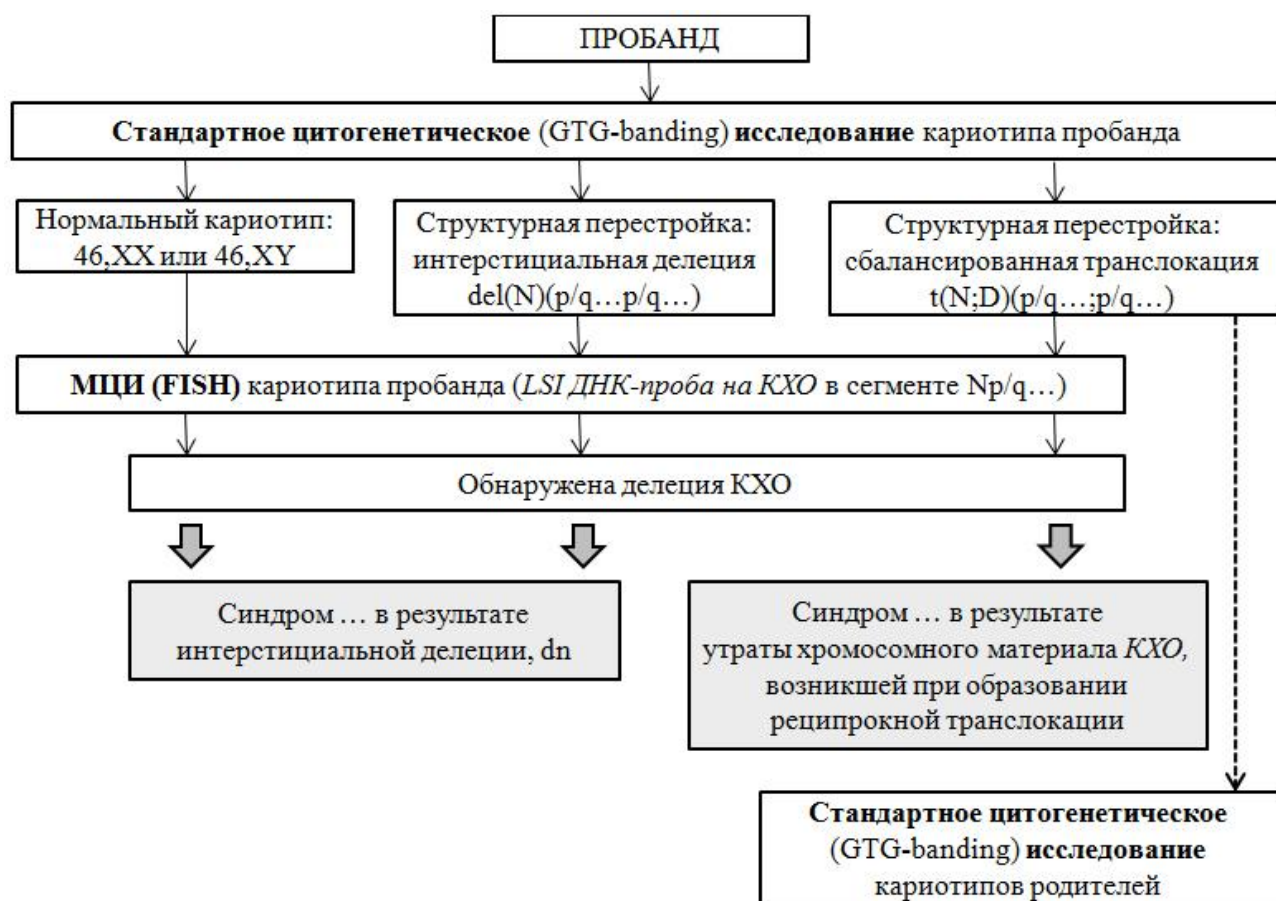 ПРОБАНД
Стандартное цитогенетическое (GTG-banding) исследование кариотипа пробанда
Нормальный кариотип:
46,XX или 46,XY
Структурная перестройка:
интерстициальная делеция
del(N)(p/q…p/q…)
Структурная перестройка:
сбалансированная транслокация
t(N;D)(p/q…;p/q…)
МЦИ (FISH) кариотипа пробанда (LSI ДНК-проба на КХО в сегменте Np/q…)
Обнаружена делеция КХО
Синдром … в результате
интерстициальной делеции, dn
Синдром … в результате
утраты хромосомного материала КХО,
возникшей при образовании
реципрокной транслокации
Стандартное цитогенетическое
(GTG-banding) исследование
кариотипов родителей